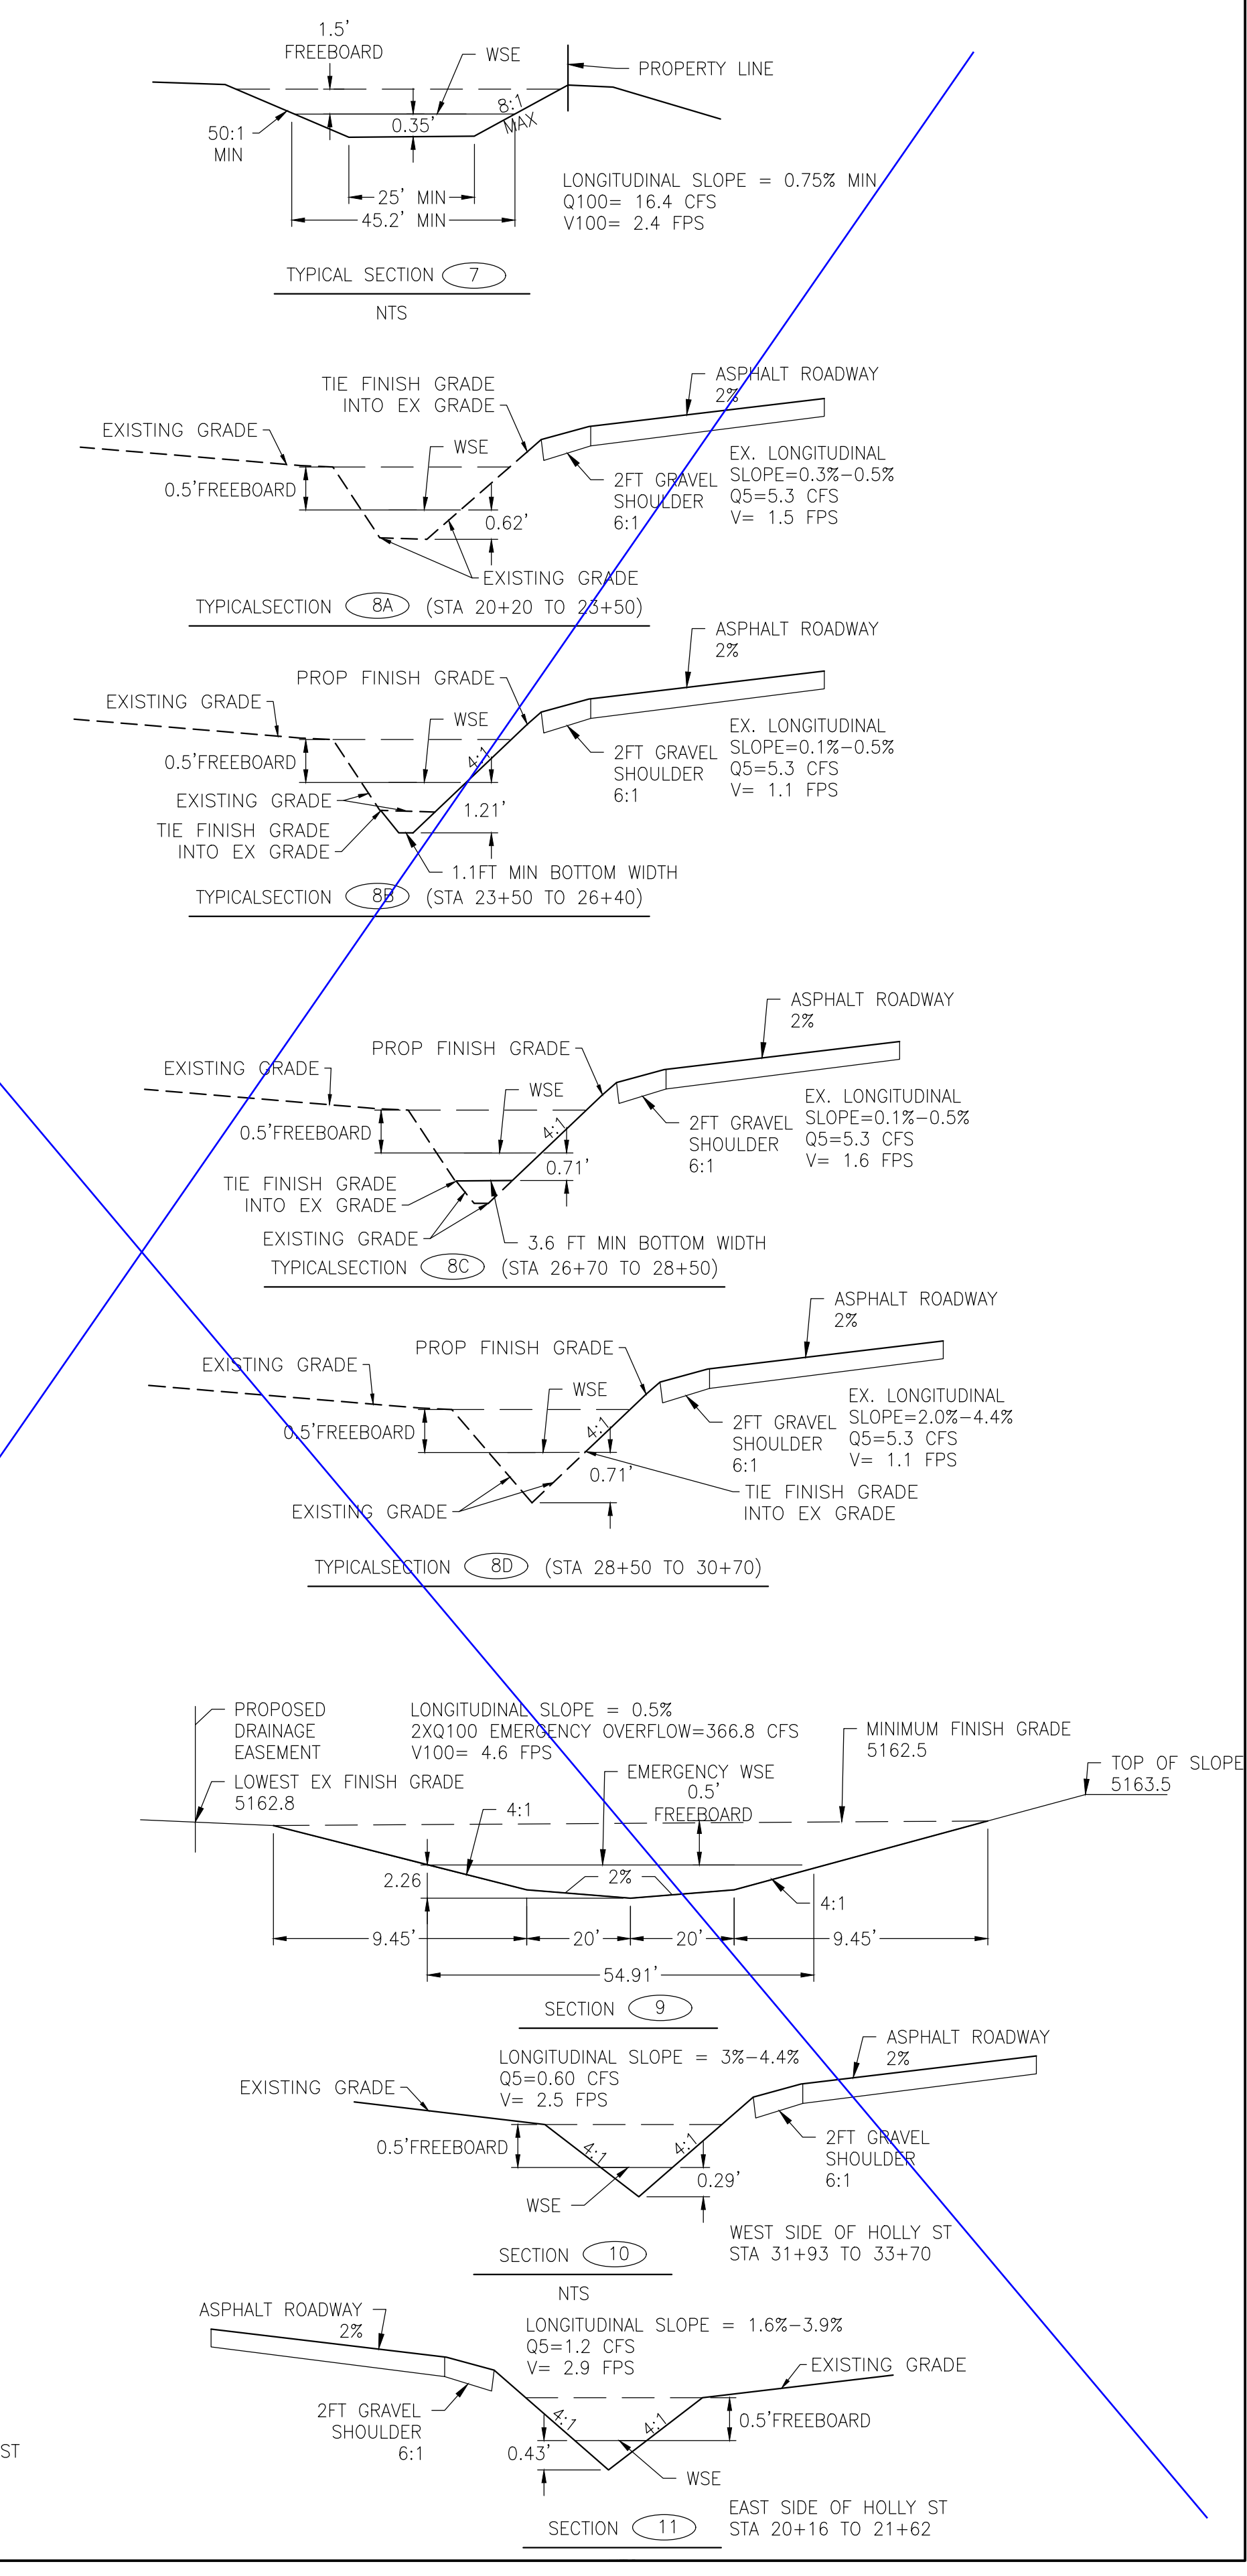 1.5'
FREEBOARD
WSE
PROPERTY LINE
8:1
MAX
0.35'
50:1
MIN
25' MIN
45.2' MIN
LONGITUDINAL SLOPE = 0.75% MIN
Q100= 16.4 CFS
V100= 2.4 FPS
TYPICAL SECTION 7
NTS
ASPHALT ROADWAY
2%
TIE FINISH GRADE
INTO EX GRADE
EXISTING GRADE
WSE
0.5'FREEBOARD
2FT GRAVEL
SHOULDER
6:1
EX. LONGITUDINAL
SLOPE=0.3%-0.5%
Q5=5.3 CFS
V= 1.5 FPS
0.62'
EXISTING GRADE
TYPICALSECTION 8A (STA 20+20 TO 23+50)
ASPHALT ROADWAY
2%
PROP FINISH GRADE
EXISTING GRADE
WSE
4:1
0.5'FREEBOARD
2FT GRAVEL
SHOULDER
6:1
EX. LONGITUDINAL
SLOPE=0.1%-0.5%
Q5=5.3 CFS
V= 1.1 FPS
EXISTING GRADE
1.21'
TIE FINISH GRADE
INTO EX GRADE
1.1FT MIN BOTTOM WIDTH
TYPICALSECTION 8B (STA 23+50 TO 26+40)
ASPHALT ROADWAY
2%
PROP FINISH GRADE
EXISTING GRADE
WSE
4:1
0.5'FREEBOARD
2FT GRAVEL
SHOULDER
6:1
EX. LONGITUDINAL
SLOPE=0.1%-0.5%
Q5=5.3 CFS
V= 1.6 FPS
0.71'
TIE FINISH GRADE
INTO EX GRADE
EXISTING GRADE
3.6 FT MIN BOTTOM WIDTH
TYPICALSECTION 8C (STA 26+70 TO 28+50)
ASPHALT ROADWAY
2%
PROP FINISH GRADE
EXISTING GRADE
WSE
4:1
0.5'FREEBOARD
2FT GRAVEL
SHOULDER
6:1
EX. LONGITUDINAL
SLOPE=2.0%-4.4%
Q5=5.3 CFS
V= 1.1 FPS
0.71'
TIE FINISH GRADE
INTO EX GRADE
EXISTING GRADE
TYPICALSECTION 8D (STA 28+50 TO 30+70)
PROPOSED
DRAINAGE
EASEMENT
LONGITUDINAL SLOPE = 0.5%
2XQ100 EMERGENCY OVERFLOW=366.8 CFS
V100= 4.6 FPS
MINIMUM FINISH GRADE
5162.5
TOP OF SLOPE
5163.5
LOWEST EX FINISH GRADE
5162.8
EMERGENCY WSE
0.5'
FREEBOARD
4:1
2.26
2%
4:1
9.45'
20'
20'
9.45'
54.91'
SECTION 9
ASPHALT ROADWAY
2%
LONGITUDINAL SLOPE = 3%-4.4%
Q5=0.60 CFS
V= 2.5 FPS
EXISTING GRADE
0.5'FREEBOARD
4:1
4:1
2FT GRAVEL
SHOULDER
6:1
0.29'
WSE
WEST SIDE OF HOLLY ST
STA 31+93 TO 33+70
SECTION 10
NTS
ASPHALT ROADWAY
2%
LONGITUDINAL SLOPE = 1.6%-3.9%
Q5=1.2 CFS
V= 2.9 FPS
EXISTING GRADE
2FT GRAVEL
SHOULDER
6:1
4:1
4:1
0.5'FREEBOARD
0.43'
WSE
ST
EAST SIDE OF HOLLY ST
STA 20+16 TO 21+62
SECTION 11